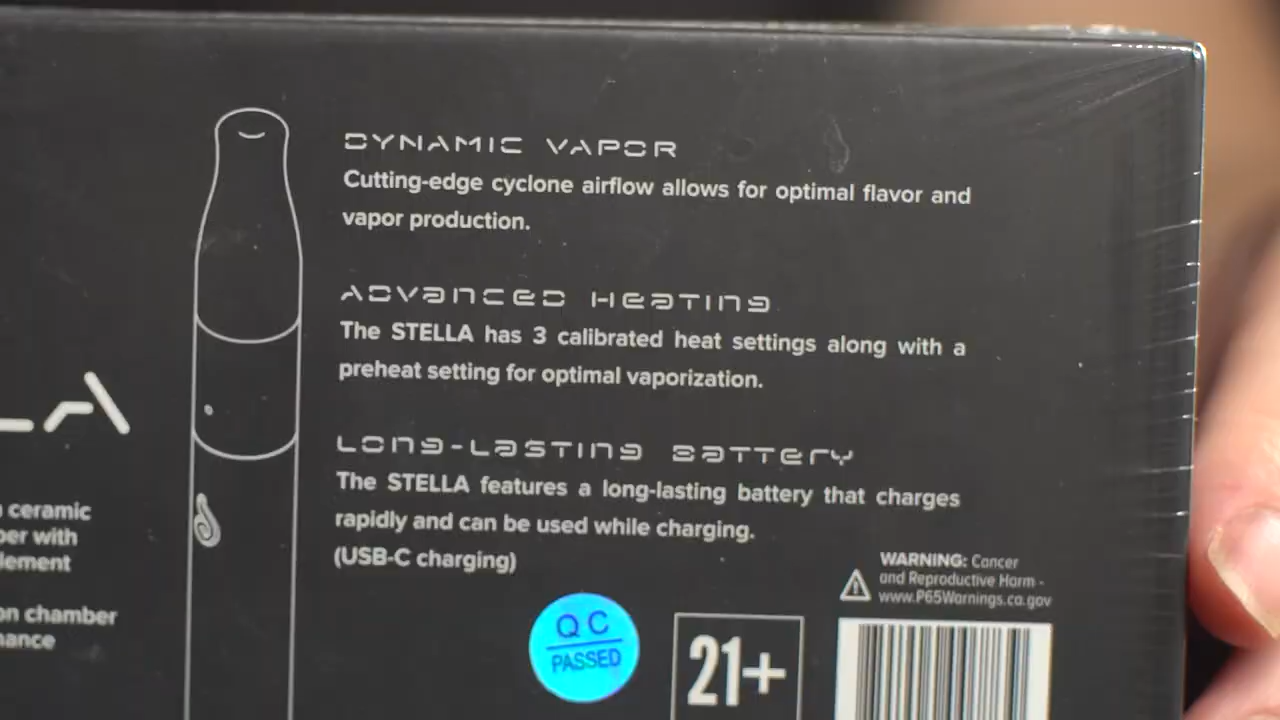 DYNAMIC VAPOR
Cutting-edge cyclone airflow allows for optimal flavor and
vapor production.
ADVANCED HEATING
The STELLA has 3 calibrated heat settings along with a
preheat setting for optimal vaporization.
LONG-LASTING BATTERY
The STELLA features a long-lasting battery that charges
rapidly and can be used while charging.
(USB-C charging)
LA
ceramic
with
on chamber
WARNING: Cancer
and Reproductive Harm -
www.P65Warnings.ca.gov
QC
PASSED
21+